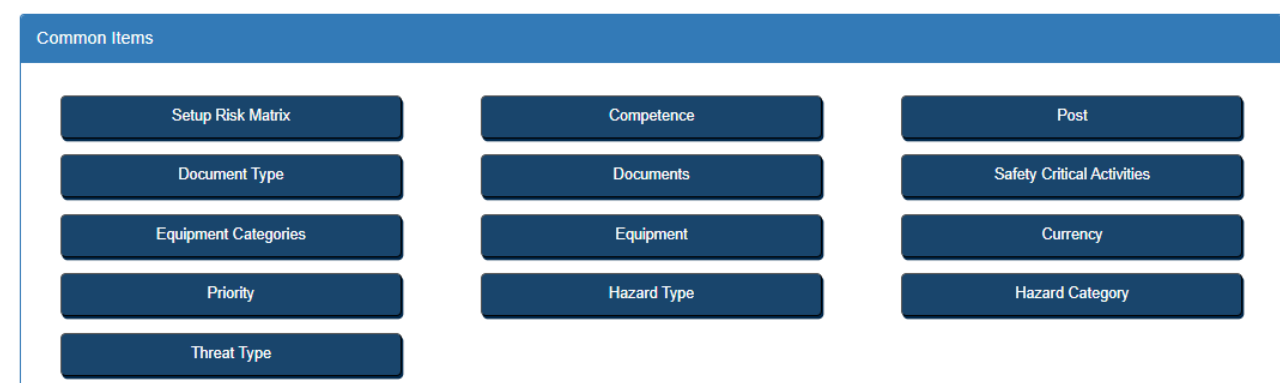 Common Items
Setup Risk Matrix
Competence
Post
Document Type
Documents
Safety Critical Activities
Equipment Categories
Equipment
Currency
Priority
Hazard Type
Hazard Category
Threat Type